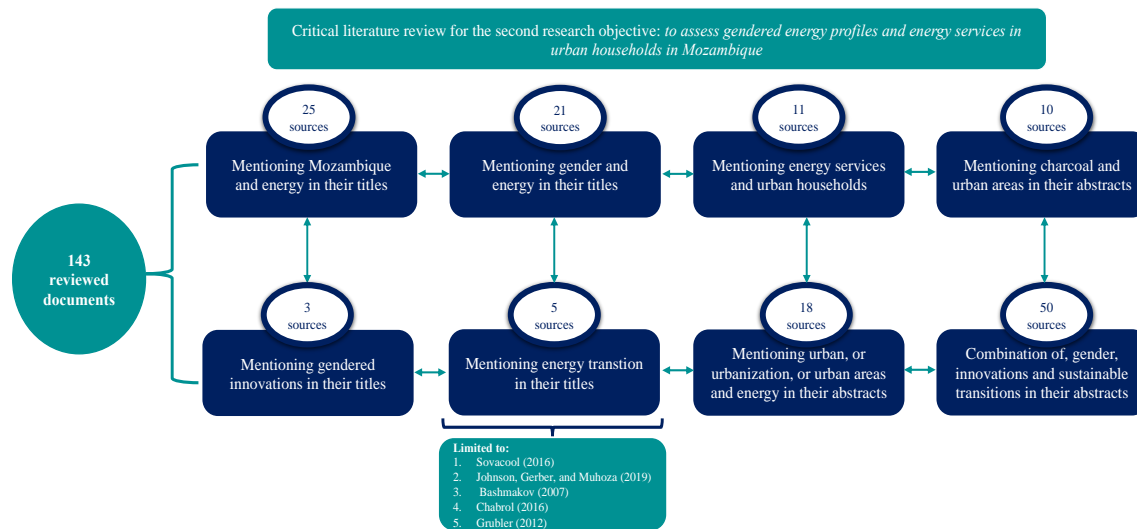 Critical literature review for the second research objective: to assess gendered energy profiles and energy services in
urban households in Mozambique
25
sources
Mentioning Mozambique
and energy in their titles
21
sources
Mentioning gender and
energy in their titles
11
sources
Mentioning energy services
and urban households
10
sources
Mentioning charcoal and
urban areas in their abstracts
143
reviewed
documents
3
sources
Mentioning gendered
innovations in their titles
5
sources
Mentioning energy transtion
in their titles
18
sources
Mentioning urban, or
urbanization, or urban areas
and energy in their abstracts
50
sources
Combination of, gender,
innovations and sustainable
transitions in their abstracts
Limited to:
1. Sovacool (2016)
2. Johnson, Gerber, and Muhoza (2019)
3. Bashmakov (2007)
4. Chabrol (2016)
5. Grubler (2012)